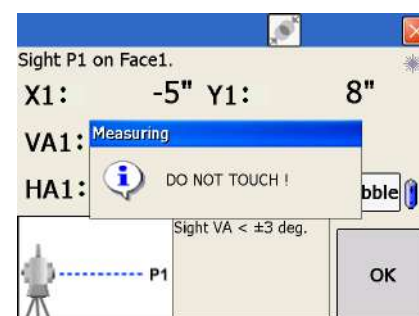 Sight P1 on Face1.
X1: -5" Y1: 8"
VA1:
Measuring
DO NOT TOUCH !
HA1:
bble
Sight VA < ±3 deg.
P1
OK